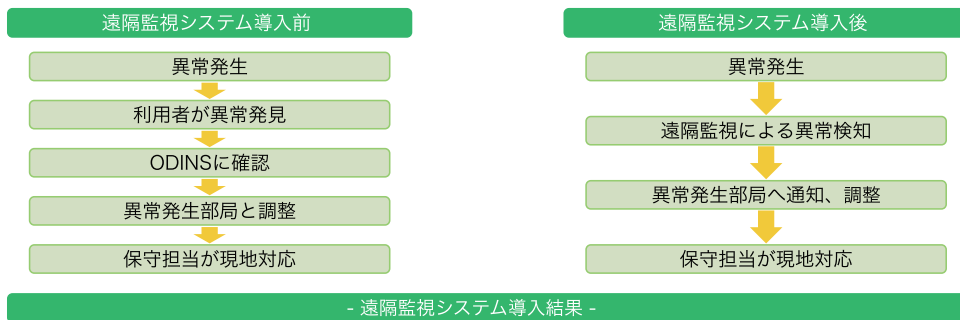 遠隔監視システム導入前
異常発生
利用者が異常発見
ODINSに確認
異常発生部局と調整
保守担当が現地対応
遠隔監視システム導入後
異常発生
遠隔監視による異常検知
異常発生部局へ通知、調整
保守担当が現地対応
- 遠隔監視システム導入結果 -